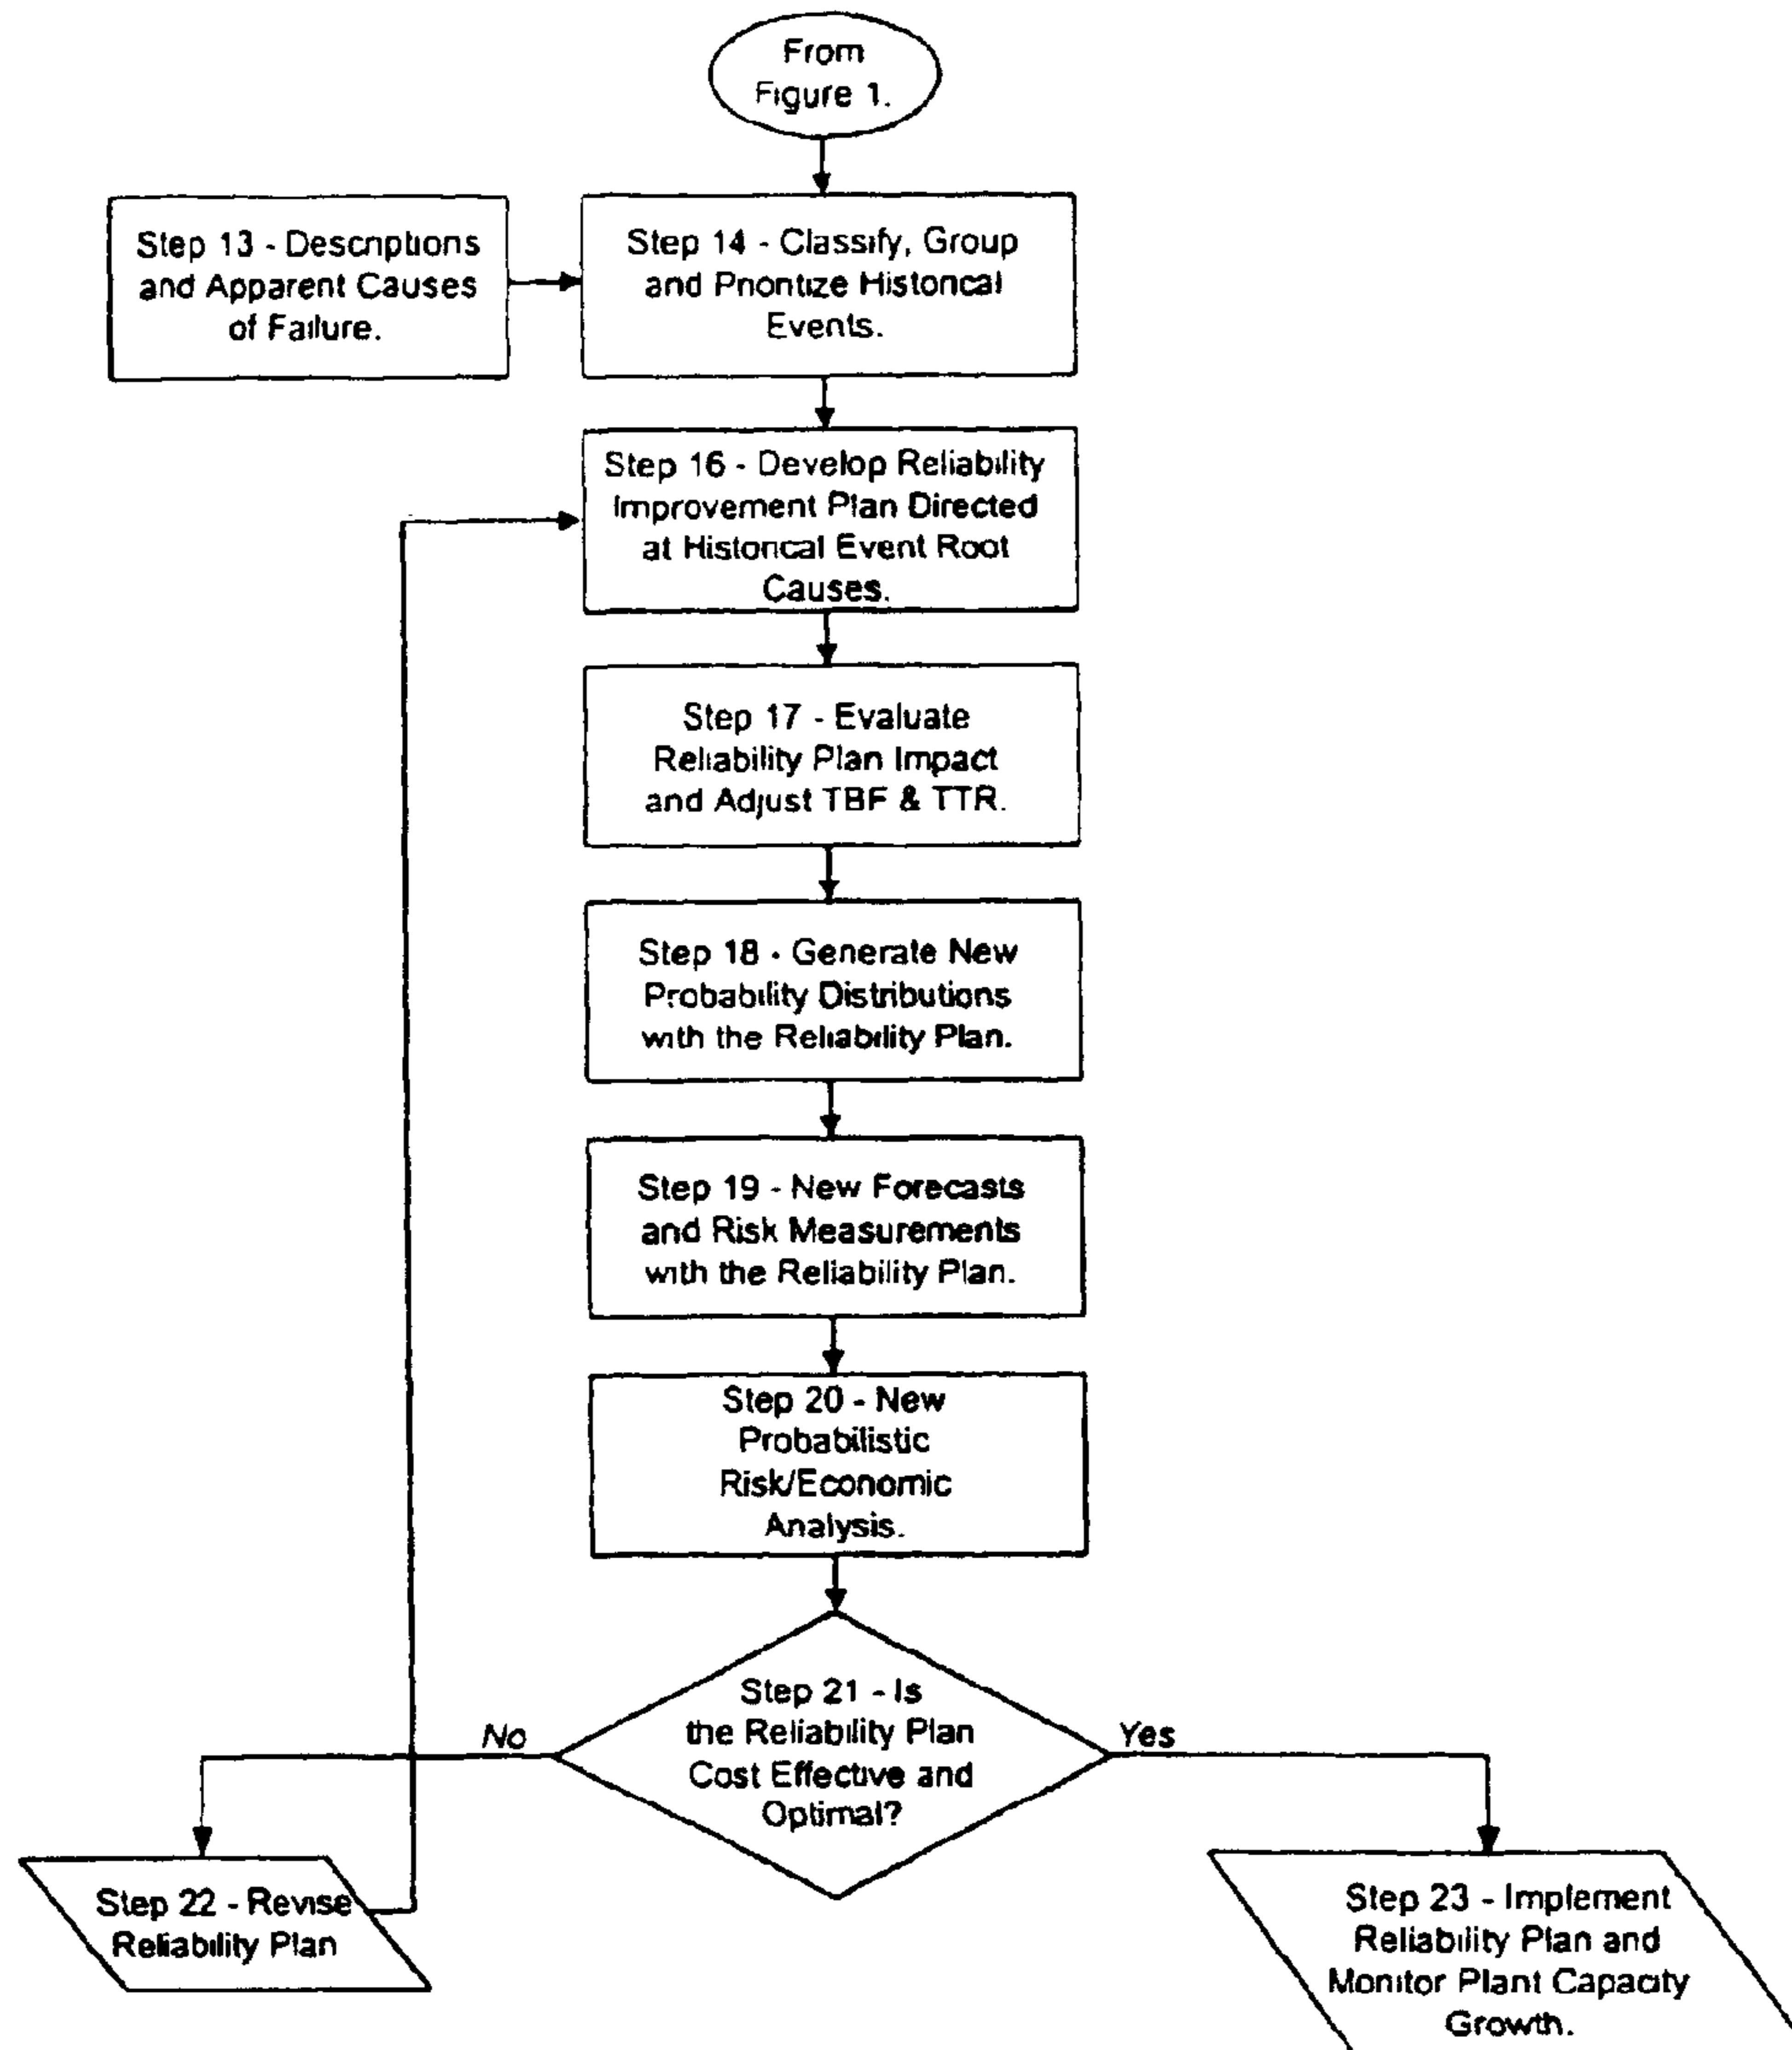 From
Figure 1.
Step 13 - Descriptions
and Apparent Causes
of Failure.
Step 14 - Classify, Group
and Prioritize Historical
Events.
Step 16 - Develop Reliability
Improvement Plan Directed
at Historical Event Root
Causes.
Step 17 - Evaluate
Reliability Plan Impact
and Adjust TBF & TTR.
Step 18 - Generate New
Probability Distributions
with the Reliability Plan.
Step 19 - New Forecasts
and Risk Measurements
with the Reliability Plan.
Step 20 - New
Probabilistic
Risk/Economic
Analysis.
Step 21 - Is
the Reliability Plan
Cost Effective and
Optimal?
No
Yes
Step 22 - Revise
Reliability Plan
Step 23 - Implement
Reliability Plan and
Monitor Plant Capacity
Growth.